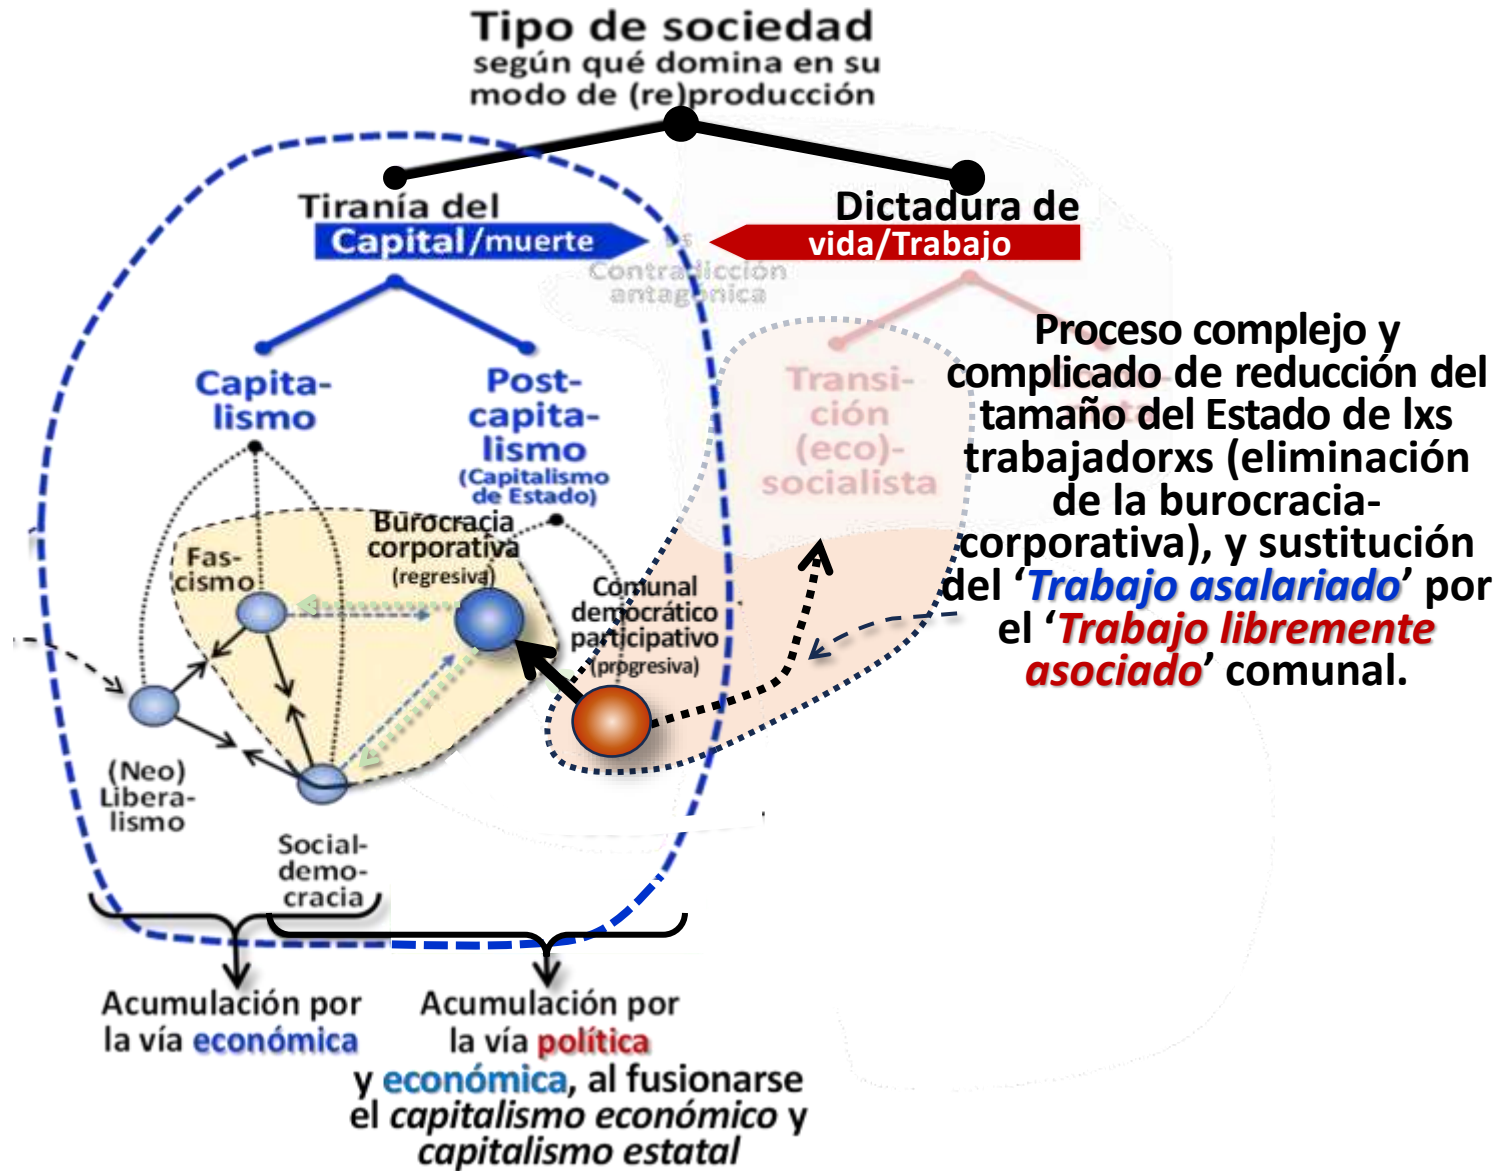 Tipo de sociedad
según qué domina en su
modo de (re)producción
Tiranía del
Capital/muerte
Dictadura de
vida/Trabajo
Contradicción
antagónica
Capita-
lismo
Post-
capita-
lismo
(Capitalismo
de Estado)
Transi-
ción
(eco)-
socialista
Proceso complejo y
complicado de reducción del
tamaño del Estado de lxs
trabajadorxs (eliminación
de la burocracia-
corporativa), y sustitución
del ‘Trabajo asalariado’ por
el ‘Trabajo libremente
asociado’ comunal.
Burocracia
corporativa
(regresiva)
Fas-
cismo
Comunal
democrático
participativo
(progresiva)
(Neo)
Libera-
lismo
Social-
demo-
cracia
Acumulación por
la vía económica
Acumulación por
la vía política
y económica, al fusionarse
el capitalismo económico y
capitalismo estatal